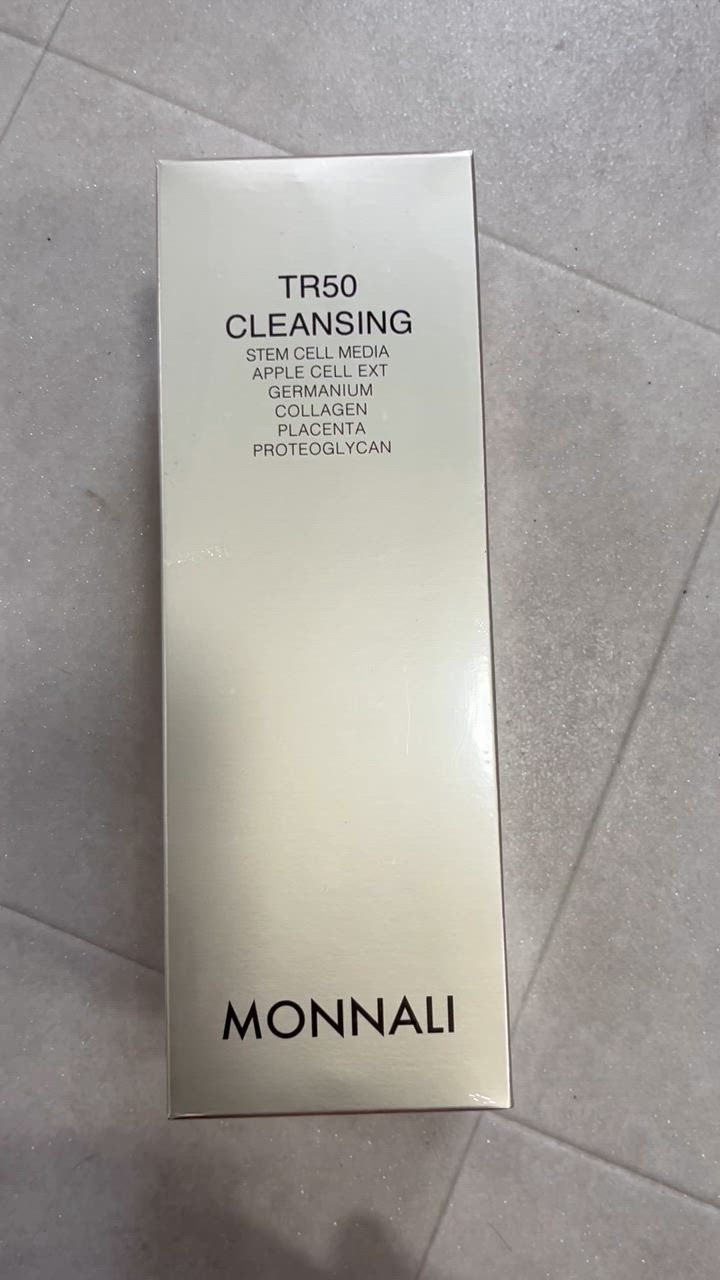 TR50
CLEANSING
STEM CELL MEDIA
APPLE CELL EXT
GERMANIUM
COLLAGEN
PLACENTA
PROTEOGLYCAN
MONNALI